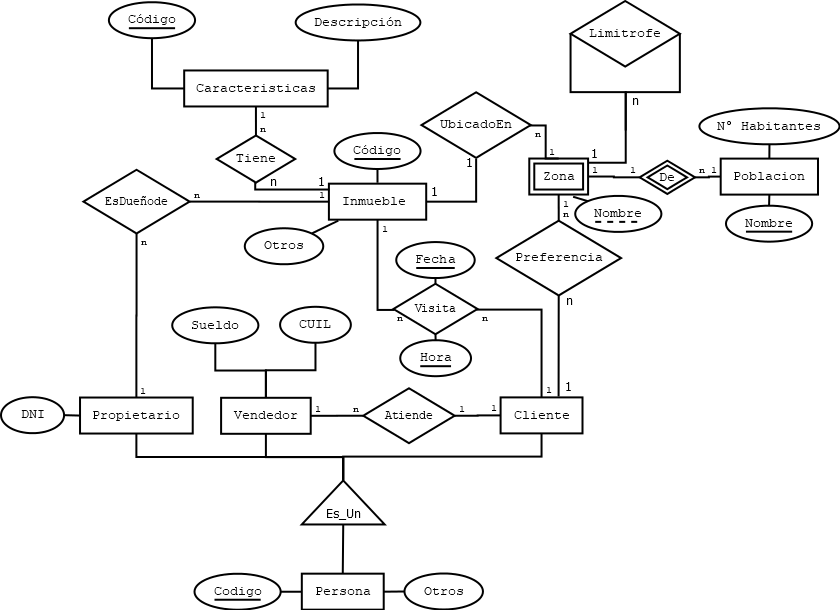 Código
Descripción
Caracteristicas
1
n
Tiene
n
1
Código
Limitrofe
n
UbicadoEn
n
1
1
1
1
N° Habitantes
EsDueñode
n
1
n
Inmueble
1
1
Zona
1
1
De
n
1
Poblacion
Otros
1
n
Nombre
Nombre
Fecha
Preferencia
n
Visita
n
n
Sueldo
CUIL
Hora
1
1
1
DNI
Propietario
Vendedor
1
n
Atiende
1
1
Cliente
Es_Un
Codigo
Persona
Otros